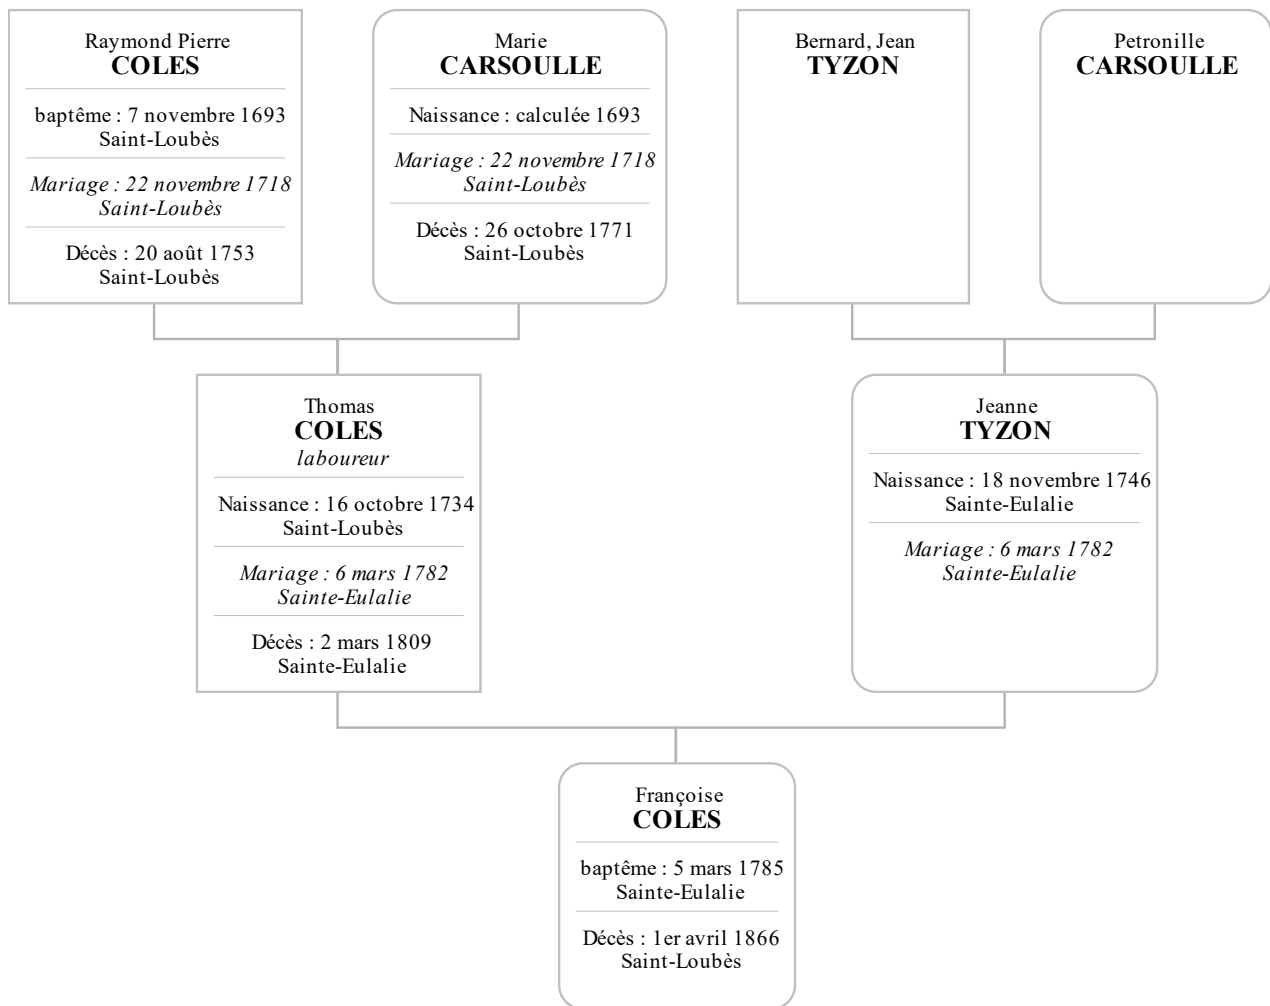 Raymond Pierre
COLES
baptême : 7 novembre 1693
Saint-Loubès
Mariage : 22 novembre 1718
Saint-Loubès
Décès : 20 août 1753
Saint-Loubès
Marie
CARSOULLE
Naissance : calculée 1693
Mariage : 22 novembre 1718
Saint-Loubès
Décès : 26 octobre 1771
Saint-Loubès
Bernard, Jean
TYZON
Petronille
CARSOULLE
Thomas
COLES
laboureur
Naissance : 16 octobre 1734
Saint-Loubès
Mariage : 6 mars 1782
Sainte-Eulalie
Décès : 2 mars 1809
Sainte-Eulalie
Jeanne
TYZON
Naissance : 18 novembre 1746
Sainte-Eulalie
Mariage : 6 mars 1782
Sainte-Eulalie
Françoise
COLES
baptême : 5 mars 1785
Sainte-Eulalie
Décès : 1er avril 1866
Saint-Loubès